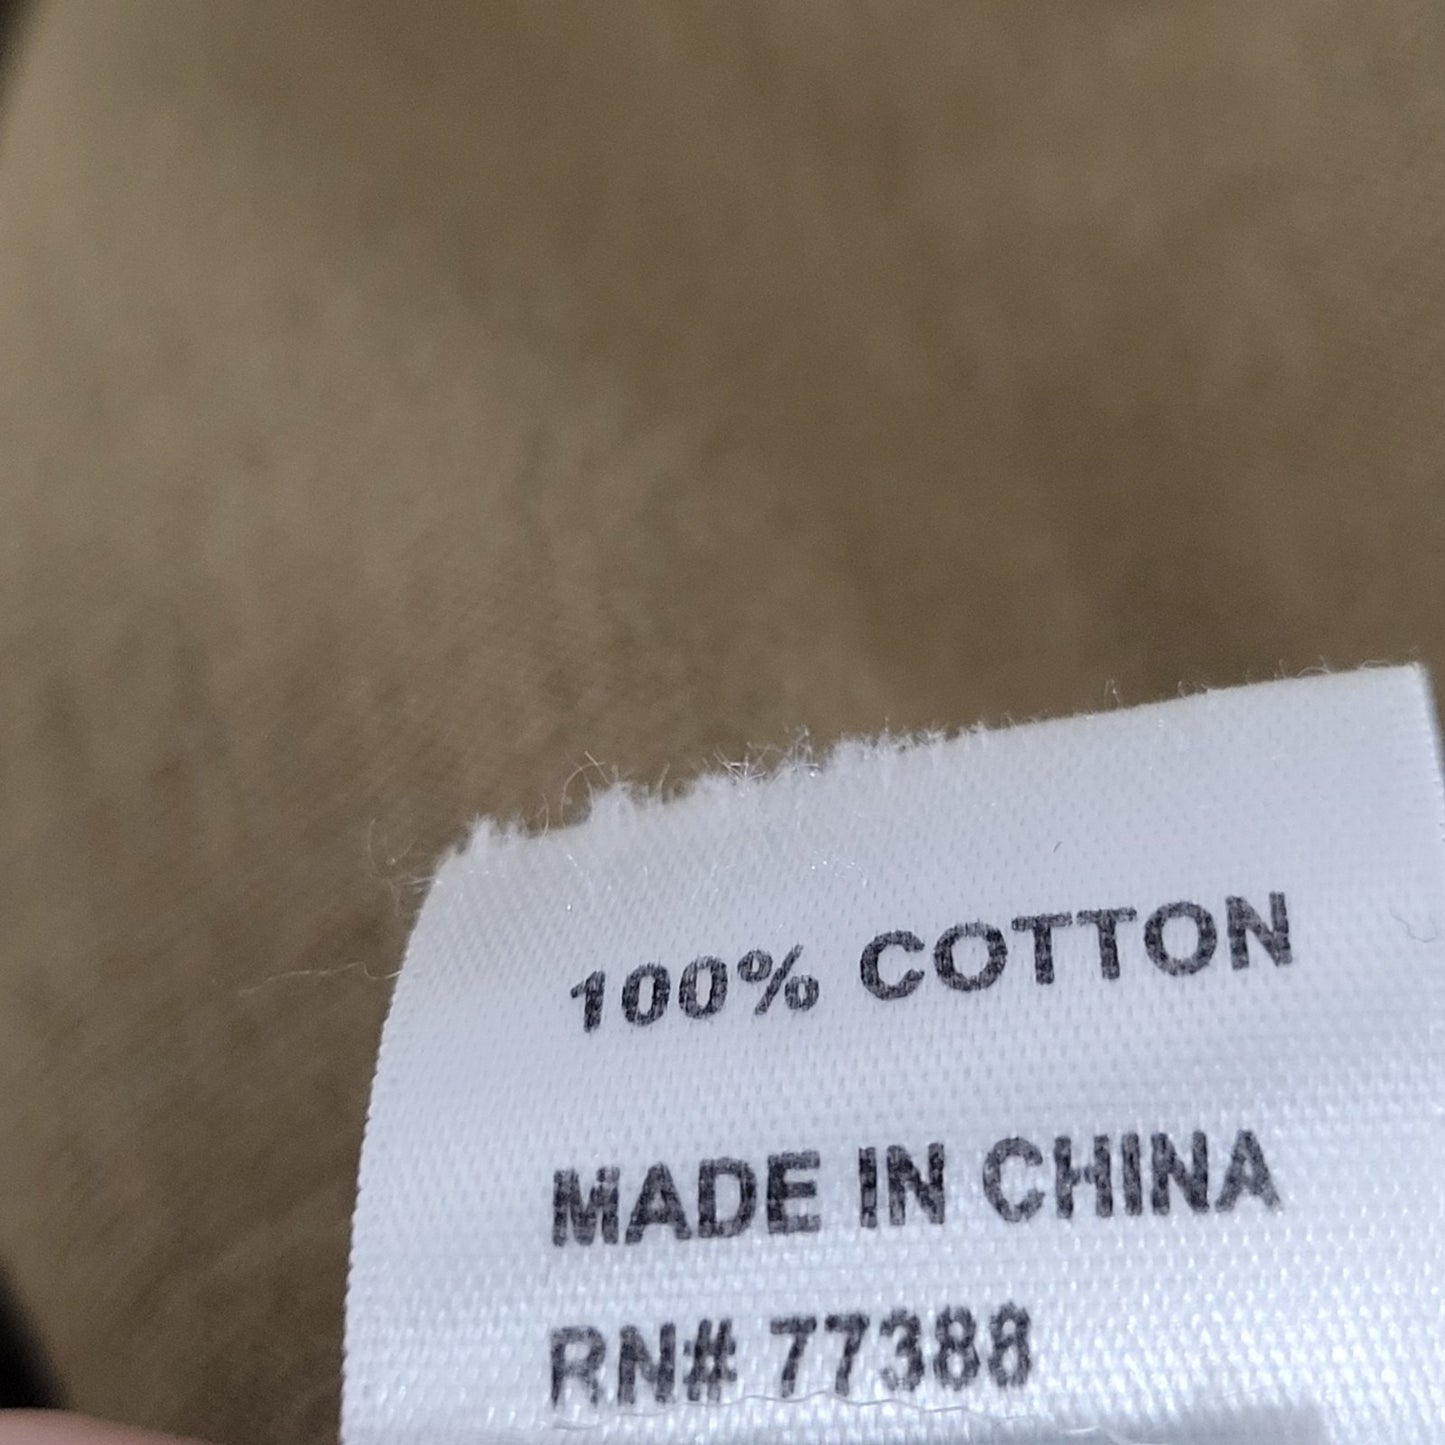 100% COTTON
MADE IN CHINA
RN# 77388